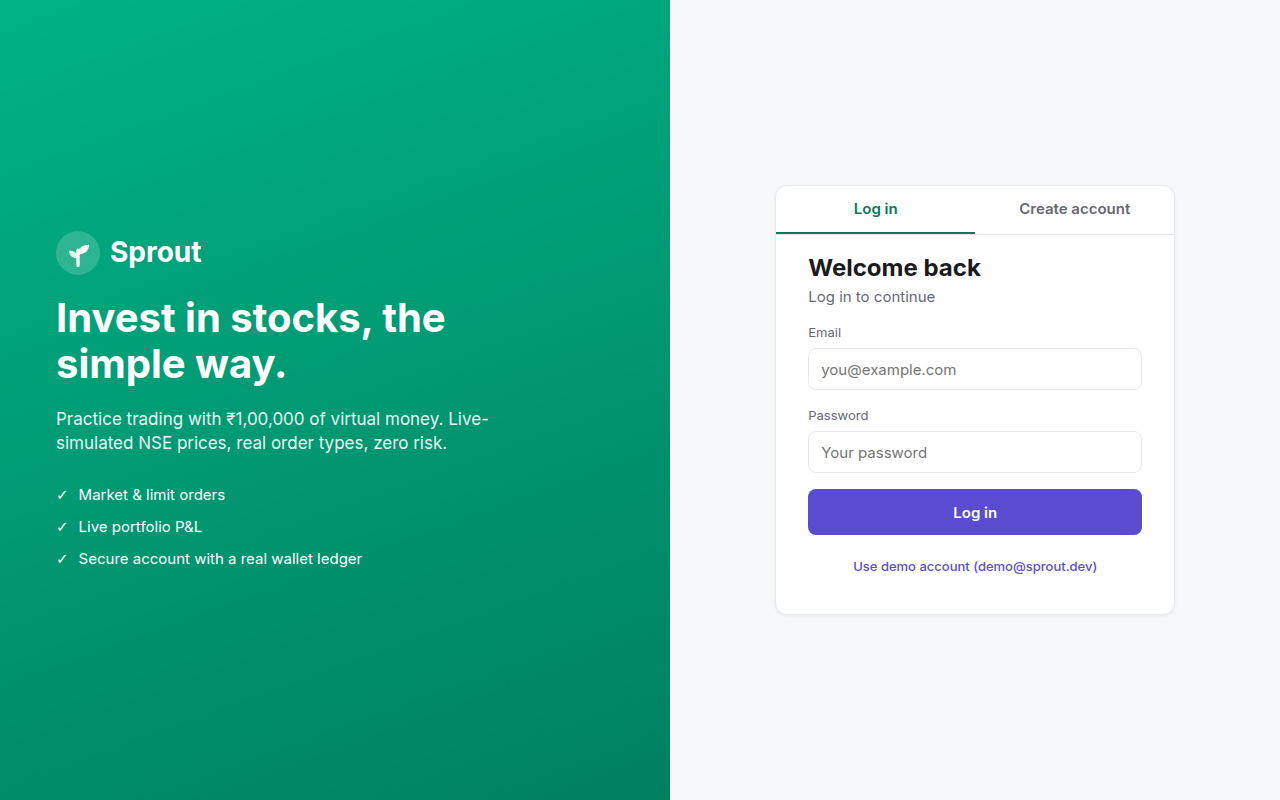 Sprout
Invest in stocks, the
simple way.
Practice trading with ₹1,00,000 of virtual money. Live-
simulated NSE prices, real order types, zero risk.
✓ Market & limit orders
✓ Live portfolio P&L
✓ Secure account with a real wallet ledger
Log in
Create account
Welcome back
Log in to continue
Email
you@example.com
Password
Your password
Log in
Use demo account (demo@sprout.dev)